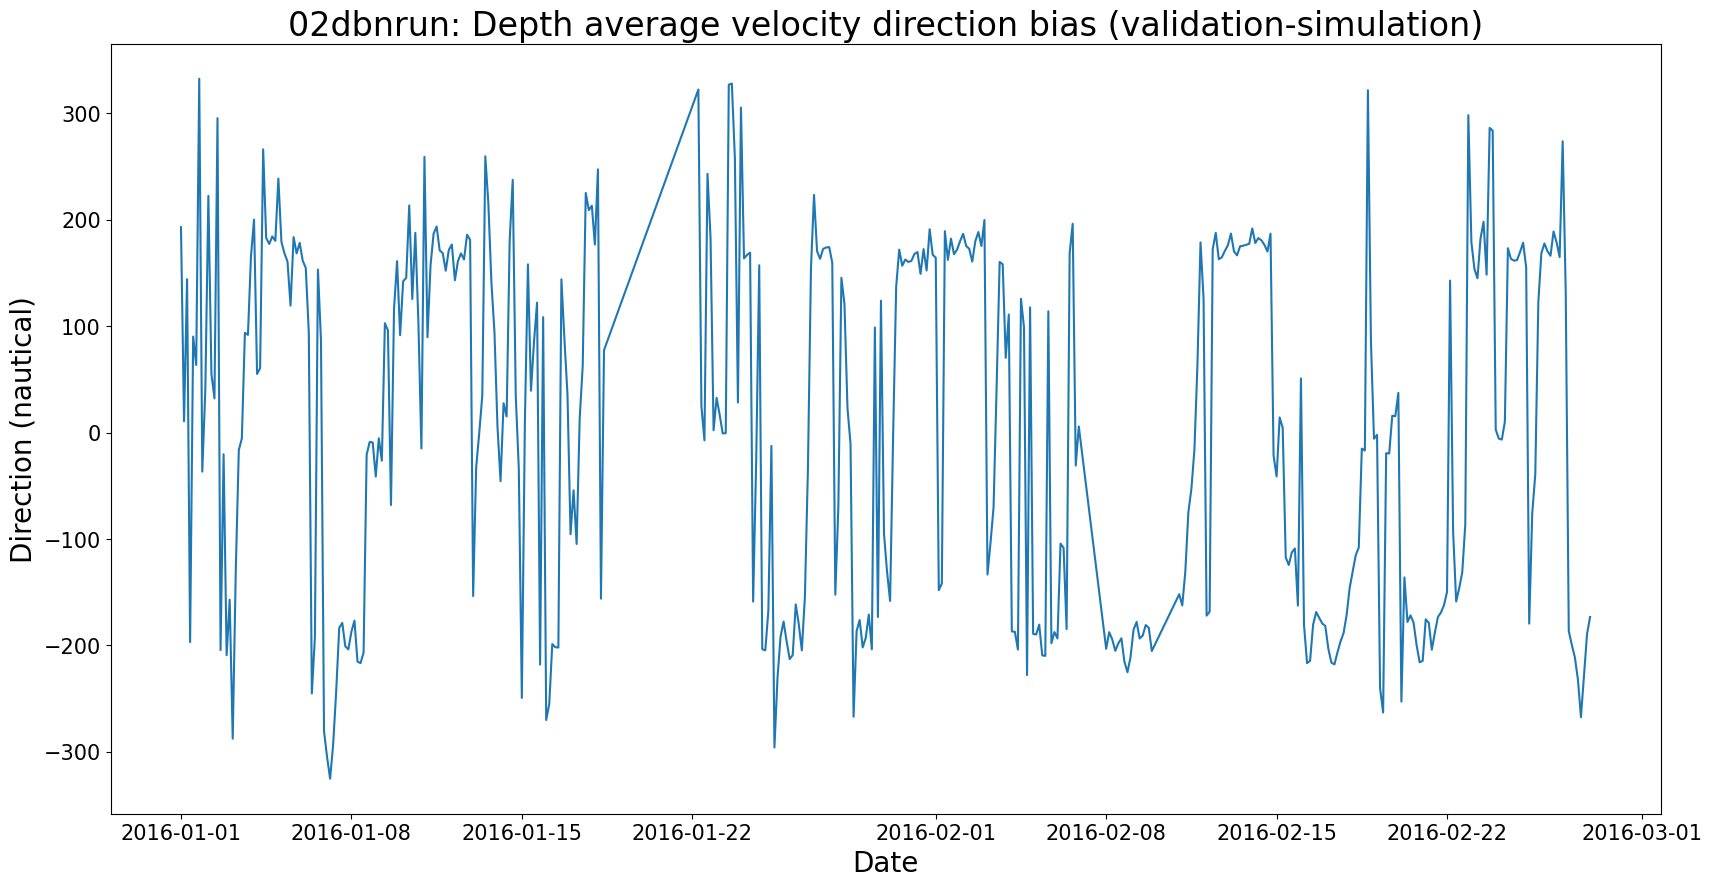 02dbnrun: Depth average velocity direction bias (validation-simulation)
Direction (nautical)
300
200
100
0
−100
−200
−300
2016-01-01 2016-01-08 2016-01-15 2016-01-22 2016-02-01 2016-02-08 2016-02-15 2016-02-22 2016-03-01
Date